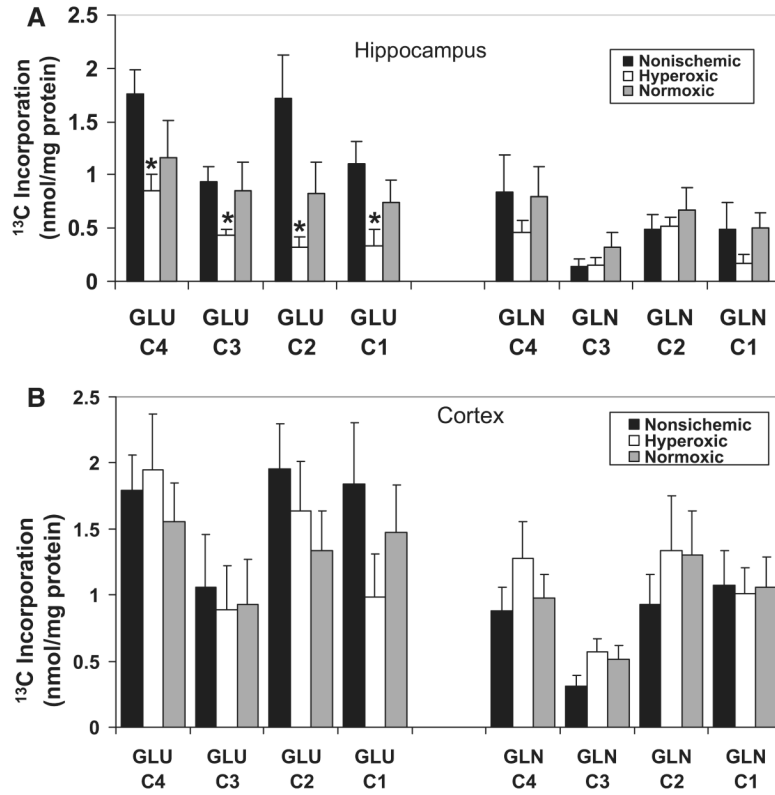 A
2.5
2
1.5
1
0.5
0
¹³C Incorporation
(nmol/mg protein)
Hippocampus
Nonischemic
Hyperoxic
Normoxic
*
*
*
*
GLU GLU GLU GLU GLN GLN GLN GLN
C4 C3 C2 C1 C4 C3 C2 C1
B
2.5
2
1.5
1
0.5
0
¹³C Incorporation
(nmol/mg protein)
Cortex
Nonsichemic
Hyperoxic
Normoxic
GLU GLU GLU GLU GLN GLN GLN GLN
C4 C3 C2 C1 C4 C3 C2 C1